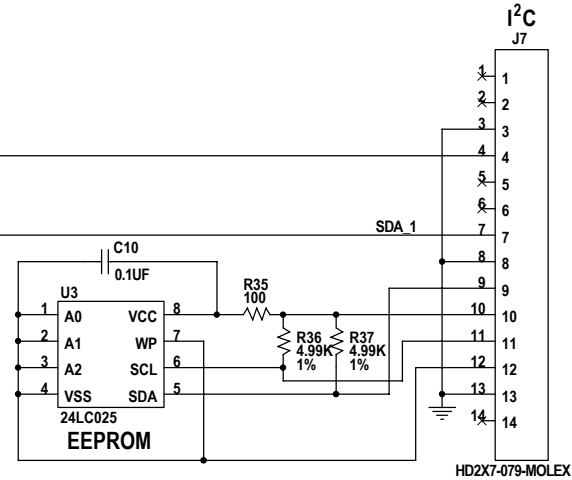 I²C
J7
1 1
2 2
3 3
4 4
5 5
6 6
SDA_1 7 7
8 8
9 9
10 10
11 11
12 12
13 13
14 14
HD2X7-079-MOLEX
C10
0.1UF
U3
1 A0 VCC 8
2 A1 WP 7
3 A2 SCL 6
4 VSS SDA 5
24LC025
EEPROM
R35
100
R36
4.99K
1%
R37
4.99K
1%